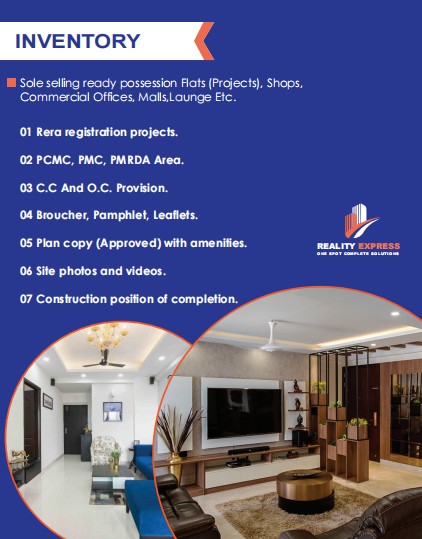 INVENTORY
Sole selling ready possession Flats (Projects), Shops,
Commercial Offices, Malls,Launge Etc.
01 Rera registration projects.
02 PCMC, PMC, PMRDA Area.
03 C.C And O.C. Provision.
04 Broucher, Pamphlet, Leaflets.
05 Plan copy (Approved) with amenities.
06 Site photos and videos.
07 Construction position of completion.
REALITY EXPRESS
ONE SPOT COMPLETE SOLUTIONS